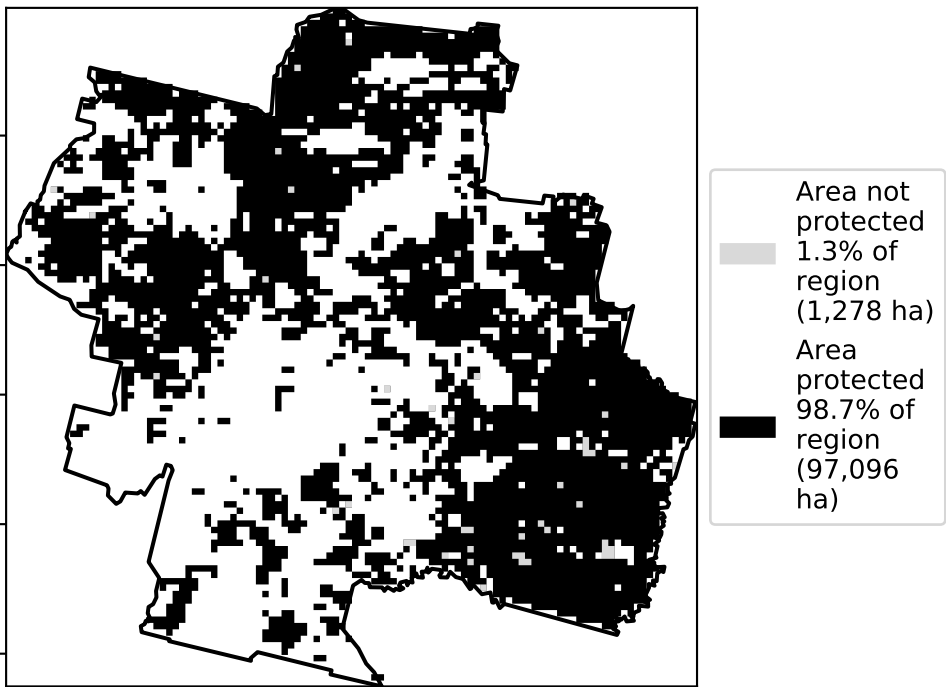 Area not
protected
1.3% of
region
(1,278 ha)
Area
protected
98.7% of
region
(97,096
ha)